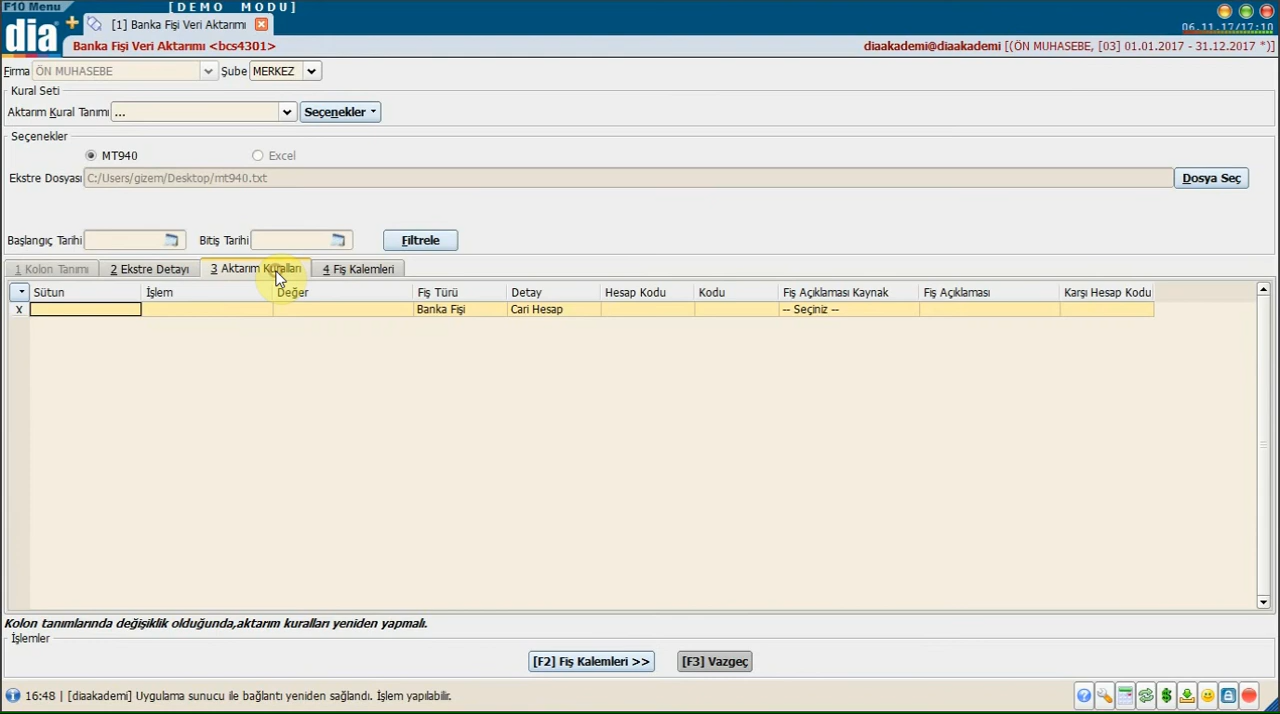 F10 Menu
[DEMO MODU]
dia
[1] Banka Fişi Veri Aktarımı
06.11.17/17:10
Banka Fişi Veri Aktarımı <bcs4301>
diaakademi@diaakademi [(ÖN MUHASEBE, [03] 01.01.2017 - 31.12.2017 *)]
Firma ÖN MUHASEBE Şube MERKEZ
Kural Seti
Aktarım Kural Tanımı ... Seçenekler
Seçenekler
MT940 Excel
Ekstre Dosyası C:/Users/gizem/Desktop/mt940.txt Dosya Seç
Başlangıç Tarihi Bitiş Tarihi Filtrele
1 Kolon Tanımı 2 Ekstre Detayı 3 Aktarım Kuralları 4 Fiş Kalemleri
Sütun İşlem Değer Fiş Türü Detay Hesap Kodu Kodu Fiş Açıklaması Kaynak Fiş Açıklaması Karşı Hesap Kodu
x Banka Fişi Cari Hesap -- Seçiniz --
Kolon tanımlarında değişiklik olduğunda,aktarım kuralları yeniden yapmalı.
İşlemler
[F2] Fiş Kalemleri >> [F3] Vazgeç
16:48 | [diaakademi] Uygulama sunucu ile bağlantı yeniden sağlandı. İşlem yapılabilir.